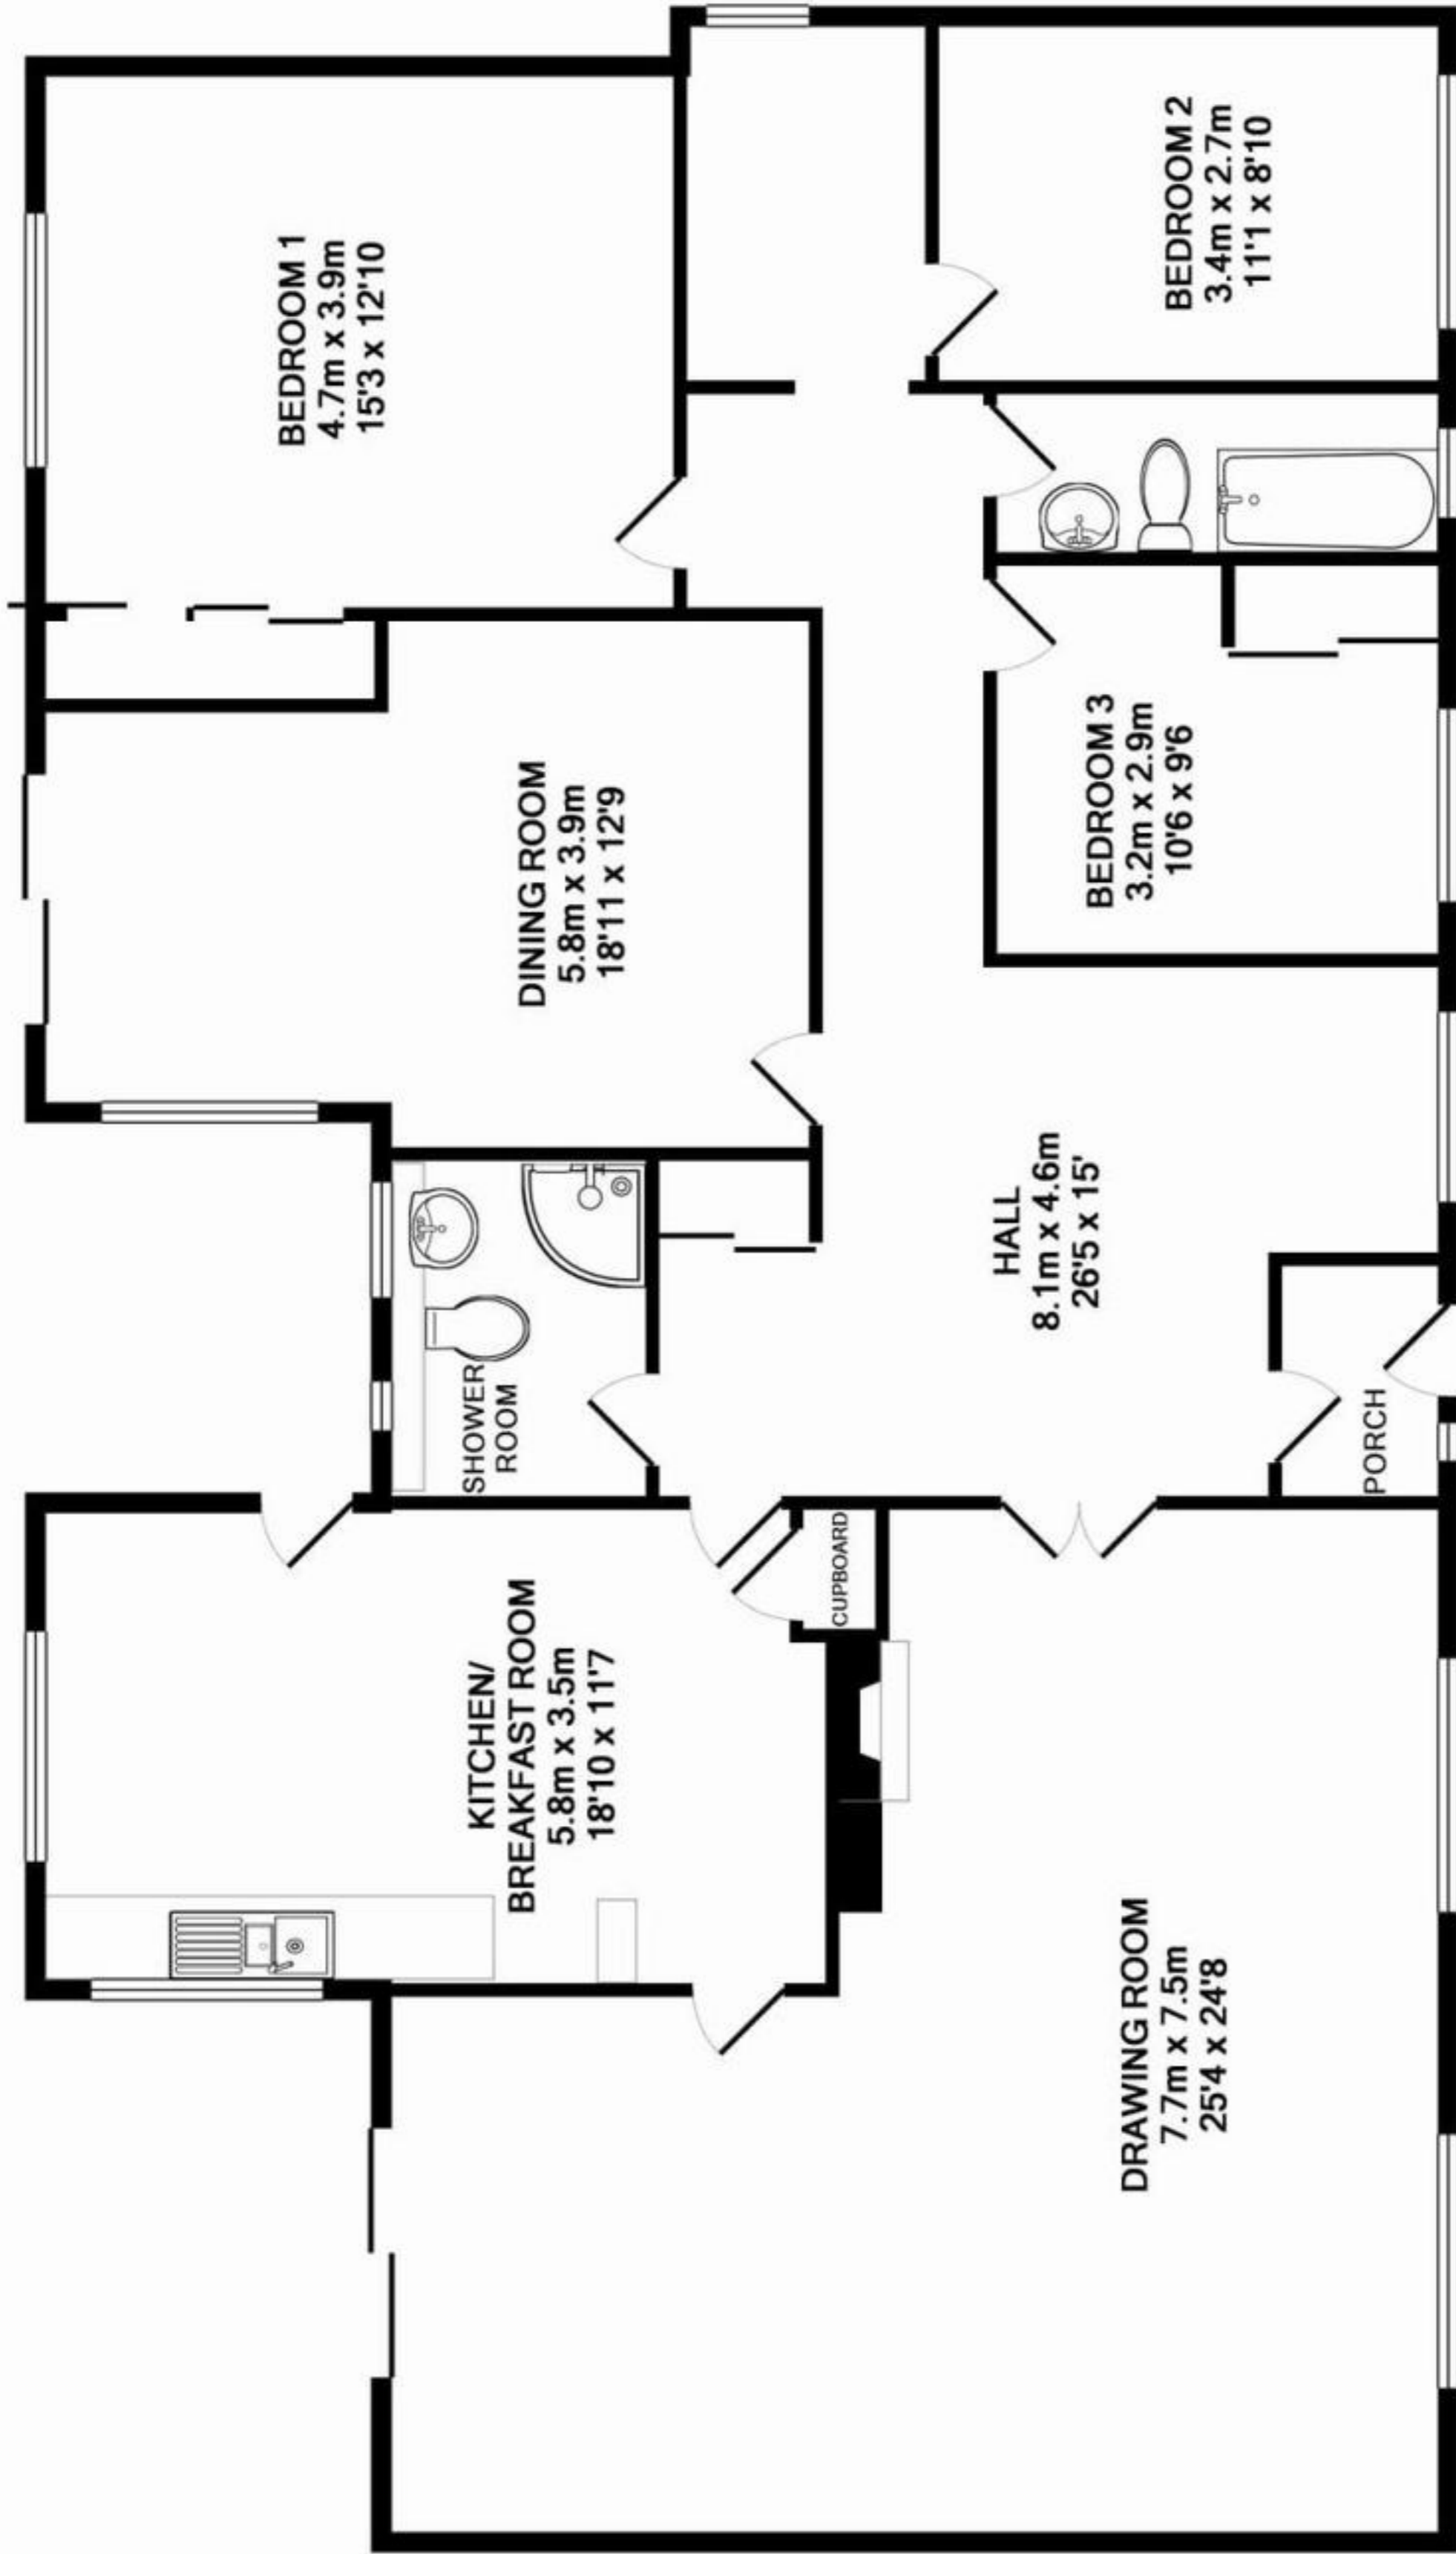 BEDROOM 1
4.7m x 3.9m
15'3 x 12'10
BEDROOM 2
3.4m x 2.7m
11'1 x 8'10
DINING ROOM
5.8m x 3.9m
18'11 x 12'9
BEDROOM 3
3.2m x 2.9m
10'6 x 9'6
HALL
8.1m x 4.6m
26'5 x 15'
SHOWER
ROOM
PORCH
CUPBOARD
KITCHEN/
BREAKFAST ROOM
5.8m x 3.5m
18'10 x 11'7
DRAWING ROOM
7.7m x 7.5m
25'4 x 24'8